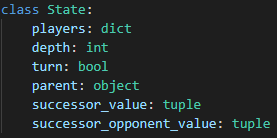 class State:
    players: dict
    depth: int
    turn: bool
    parent: object
    successor_value: tuple
    successor_opponent_value: tuple